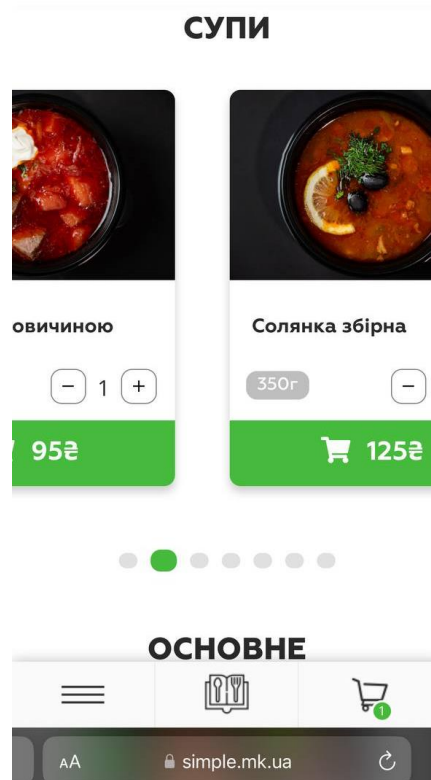 СУПИ
овичиною
Солянка збірна
− 1 +
350г
−
95₴
125₴
ОСНОВНЕ
1
AA
simple.mk.ua